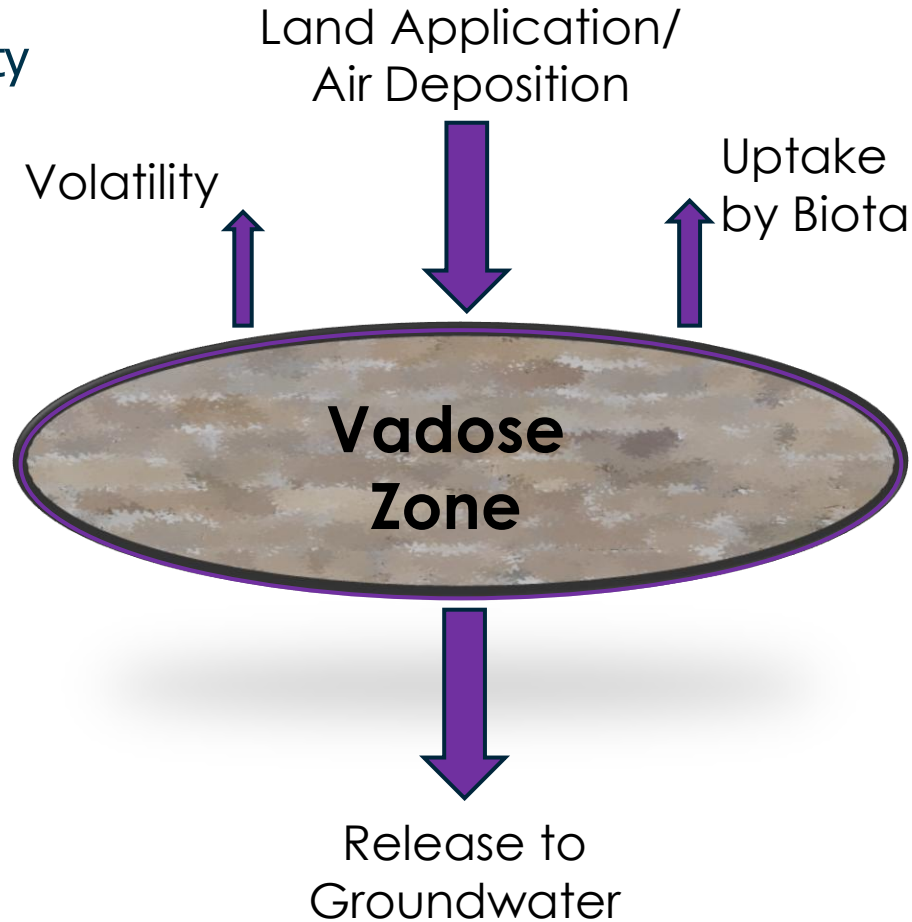 Land Application/
Air Deposition
Volatility
Uptake
by Biota
Vadose
Zone
Release to
Groundwater